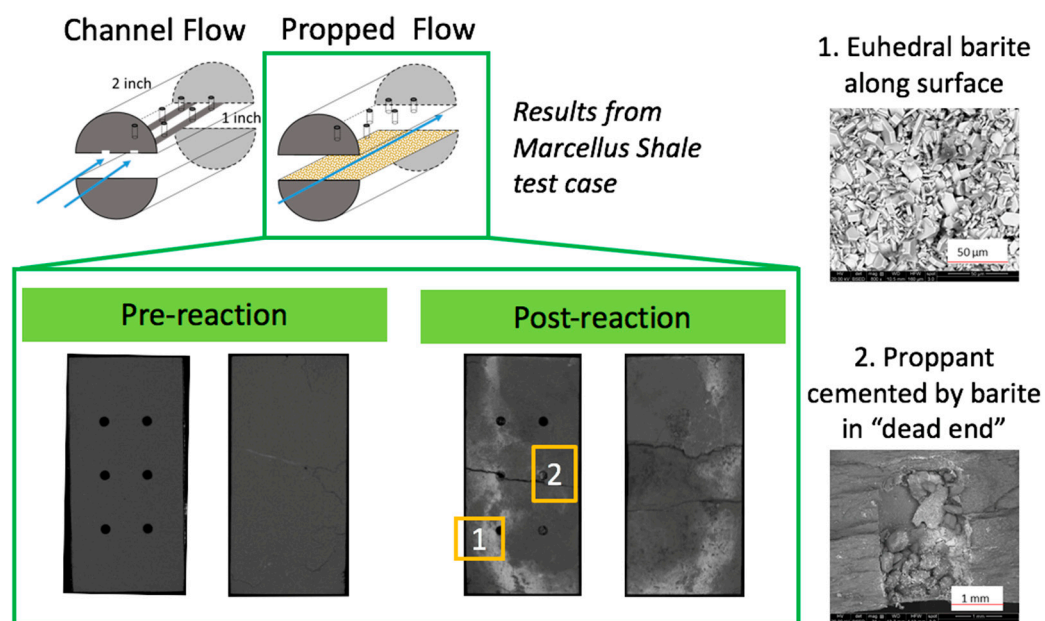 Channel Flow
Propped Flow
2 inch
1 inch
Results from
Marcellus Shale
test case
1. Euhedral barite
along surface
50 µm
Pre-reaction
Post-reaction
1
2
2. Proppant
cemented by barite
in “dead end”
1 mm